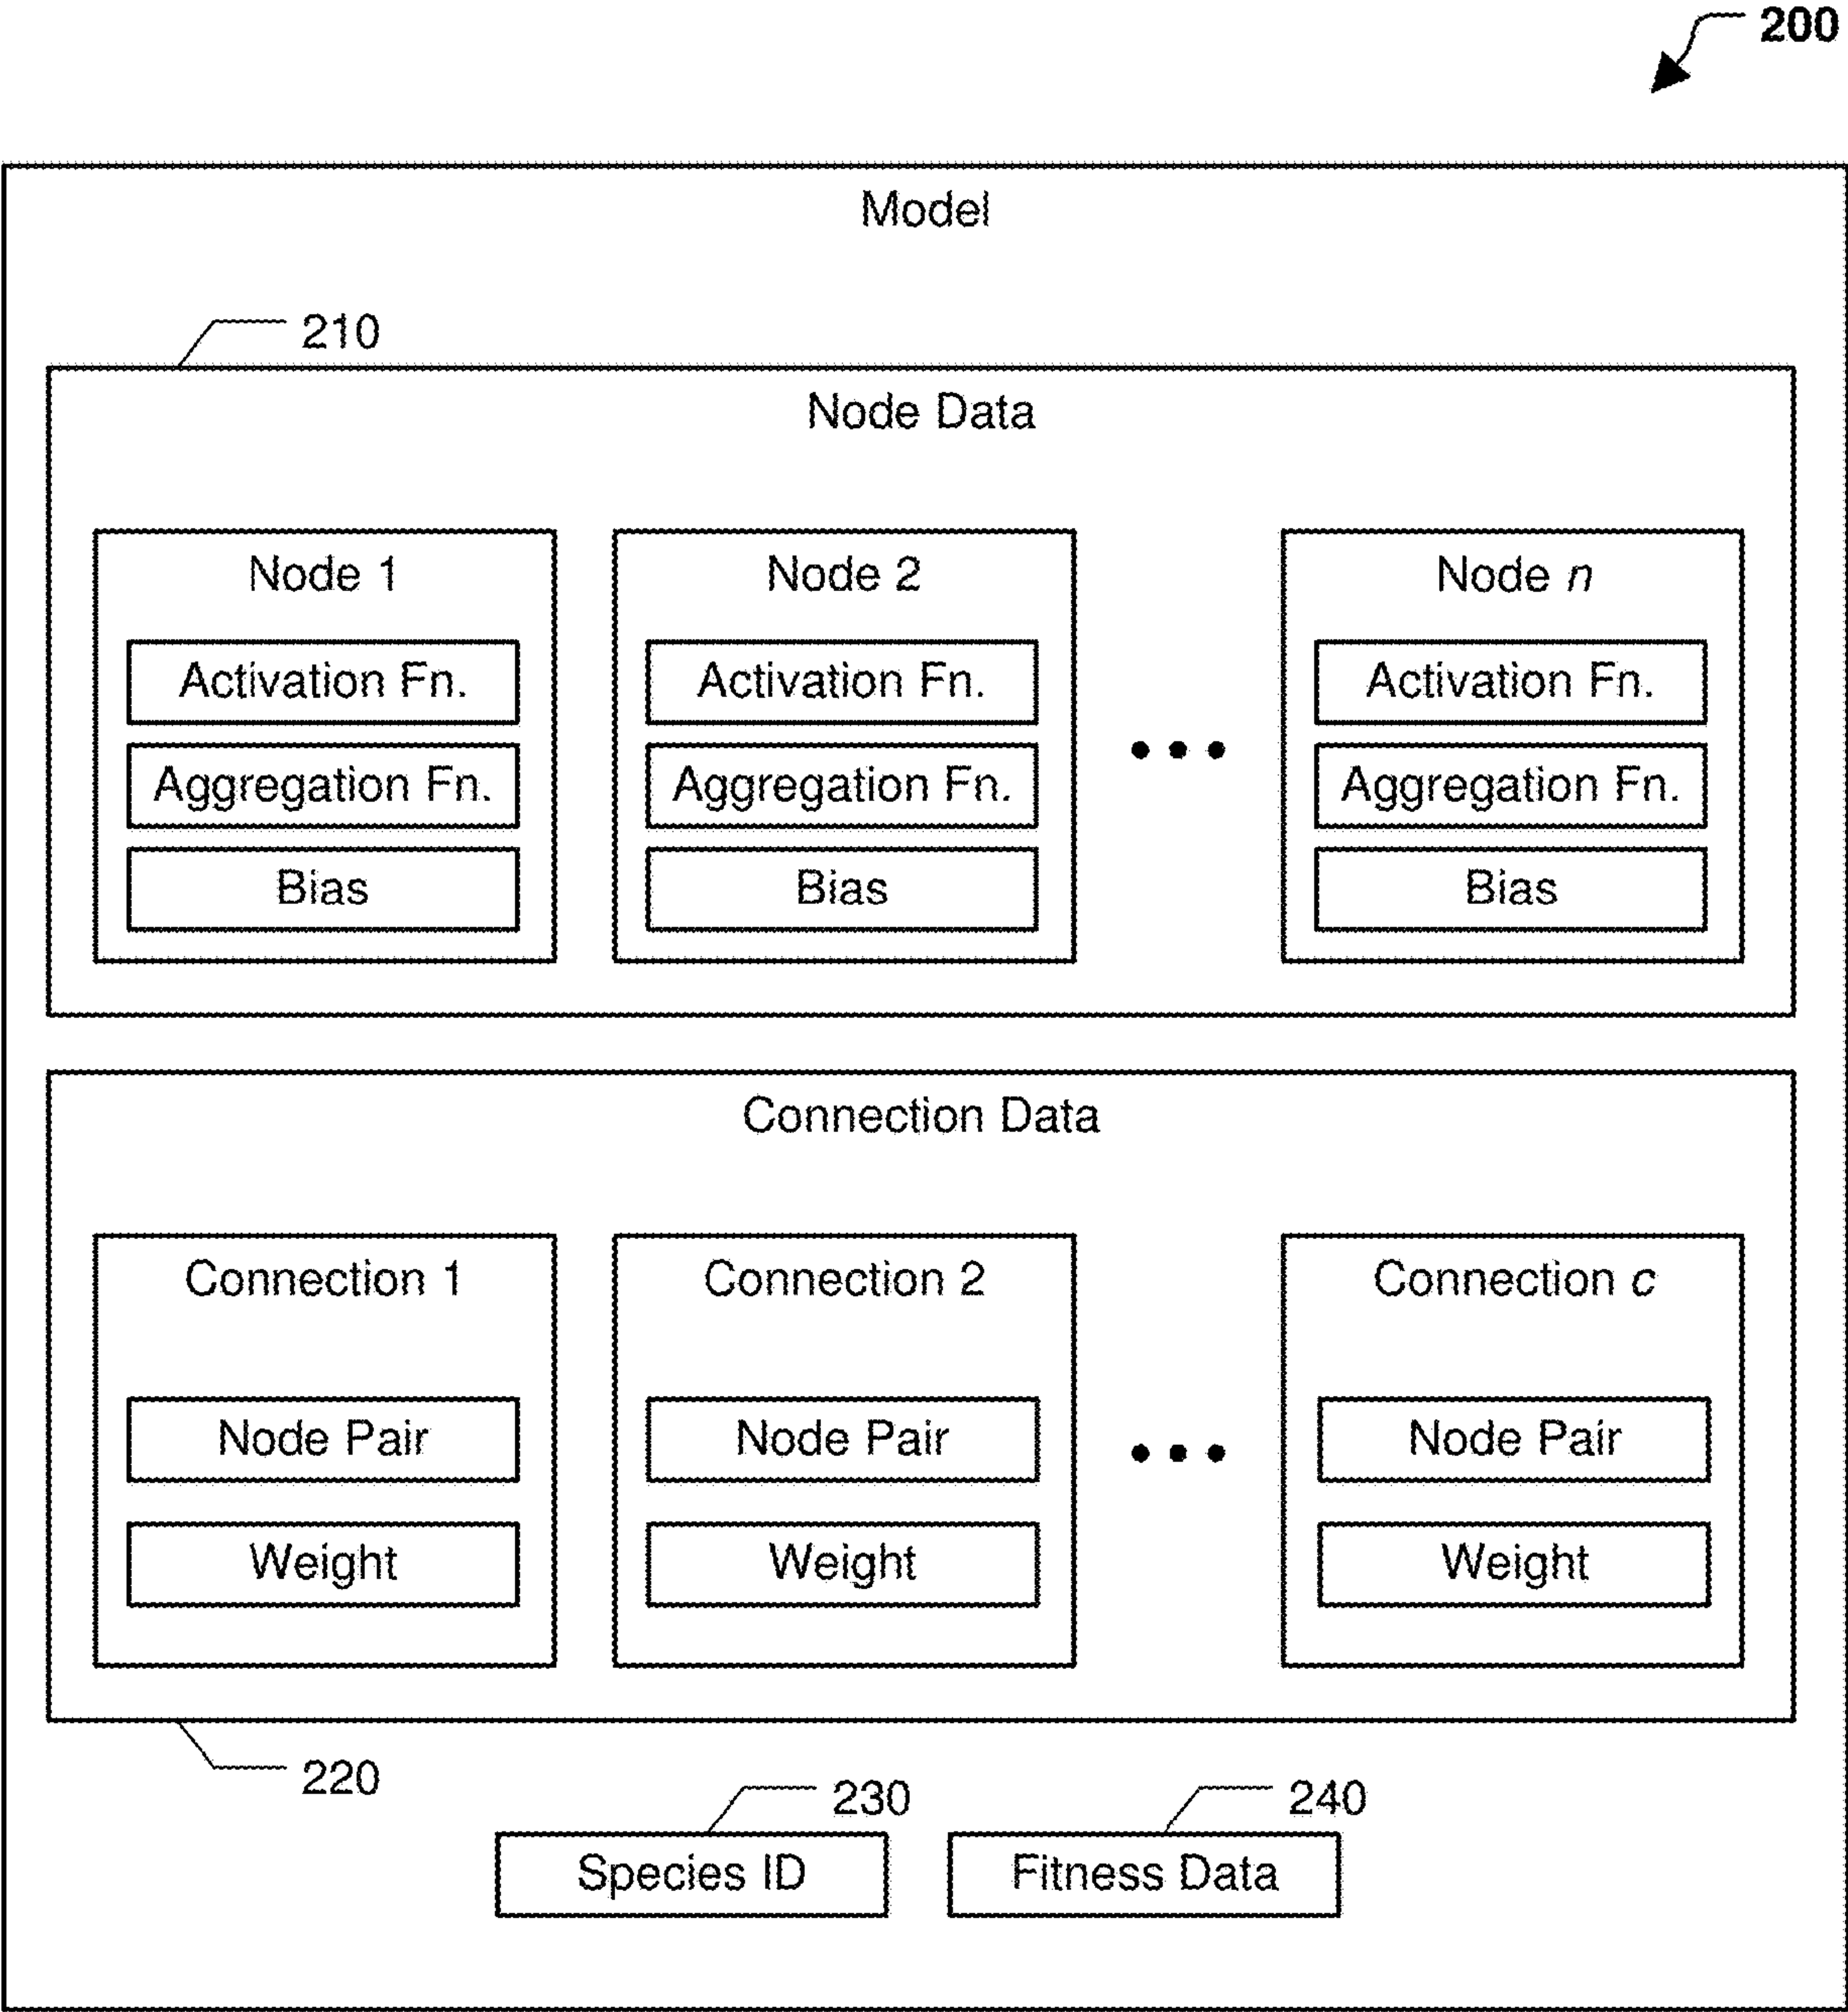 200
Model
210
Node Data
Node 1
Activation Fn.
Aggregation Fn.
Bias
Node 2
Activation Fn.
Aggregation Fn.
Bias
Node n
Activation Fn.
Aggregation Fn.
Bias
Connection Data
Connection 1
Node Pair
Weight
Connection 2
Node Pair
Weight
Connection c
Node Pair
Weight
220
230
Species ID
240
Fitness Data